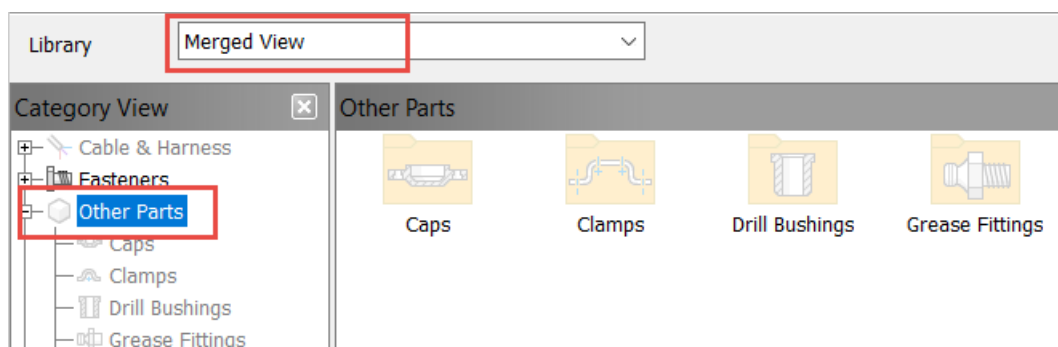 Library
Merged View
Category View
Other Parts
Cable & Harness
Fasteners
Other Parts
Caps
Clamps
Drill Bushings
Grease Fittings
Caps
Clamps
Drill Bushings
Grease Fittings